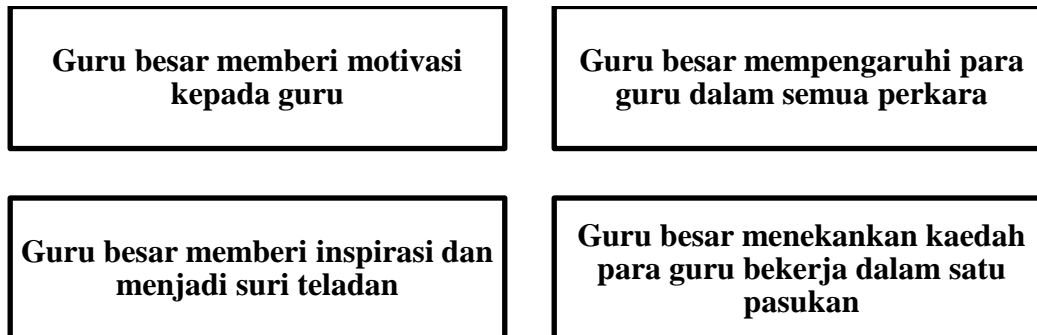 Guru besar memberi motivasi
kepada guru
Guru besar mempengaruhi para
guru dalam semua perkara
Guru besar memberi inspirasi dan
menjadi suri teladan
Guru besar menekankan kaedah
para guru bekerja dalam satu
pasukan